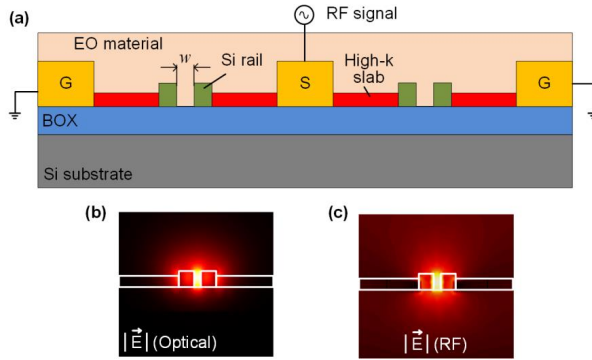 (a)
RF signal
EO material
w
Si rail
High-k
slab
G
S
G
BOX
Si substrate
(b)
(c)
|E⃗| (Optical)
|E⃗| (RF)